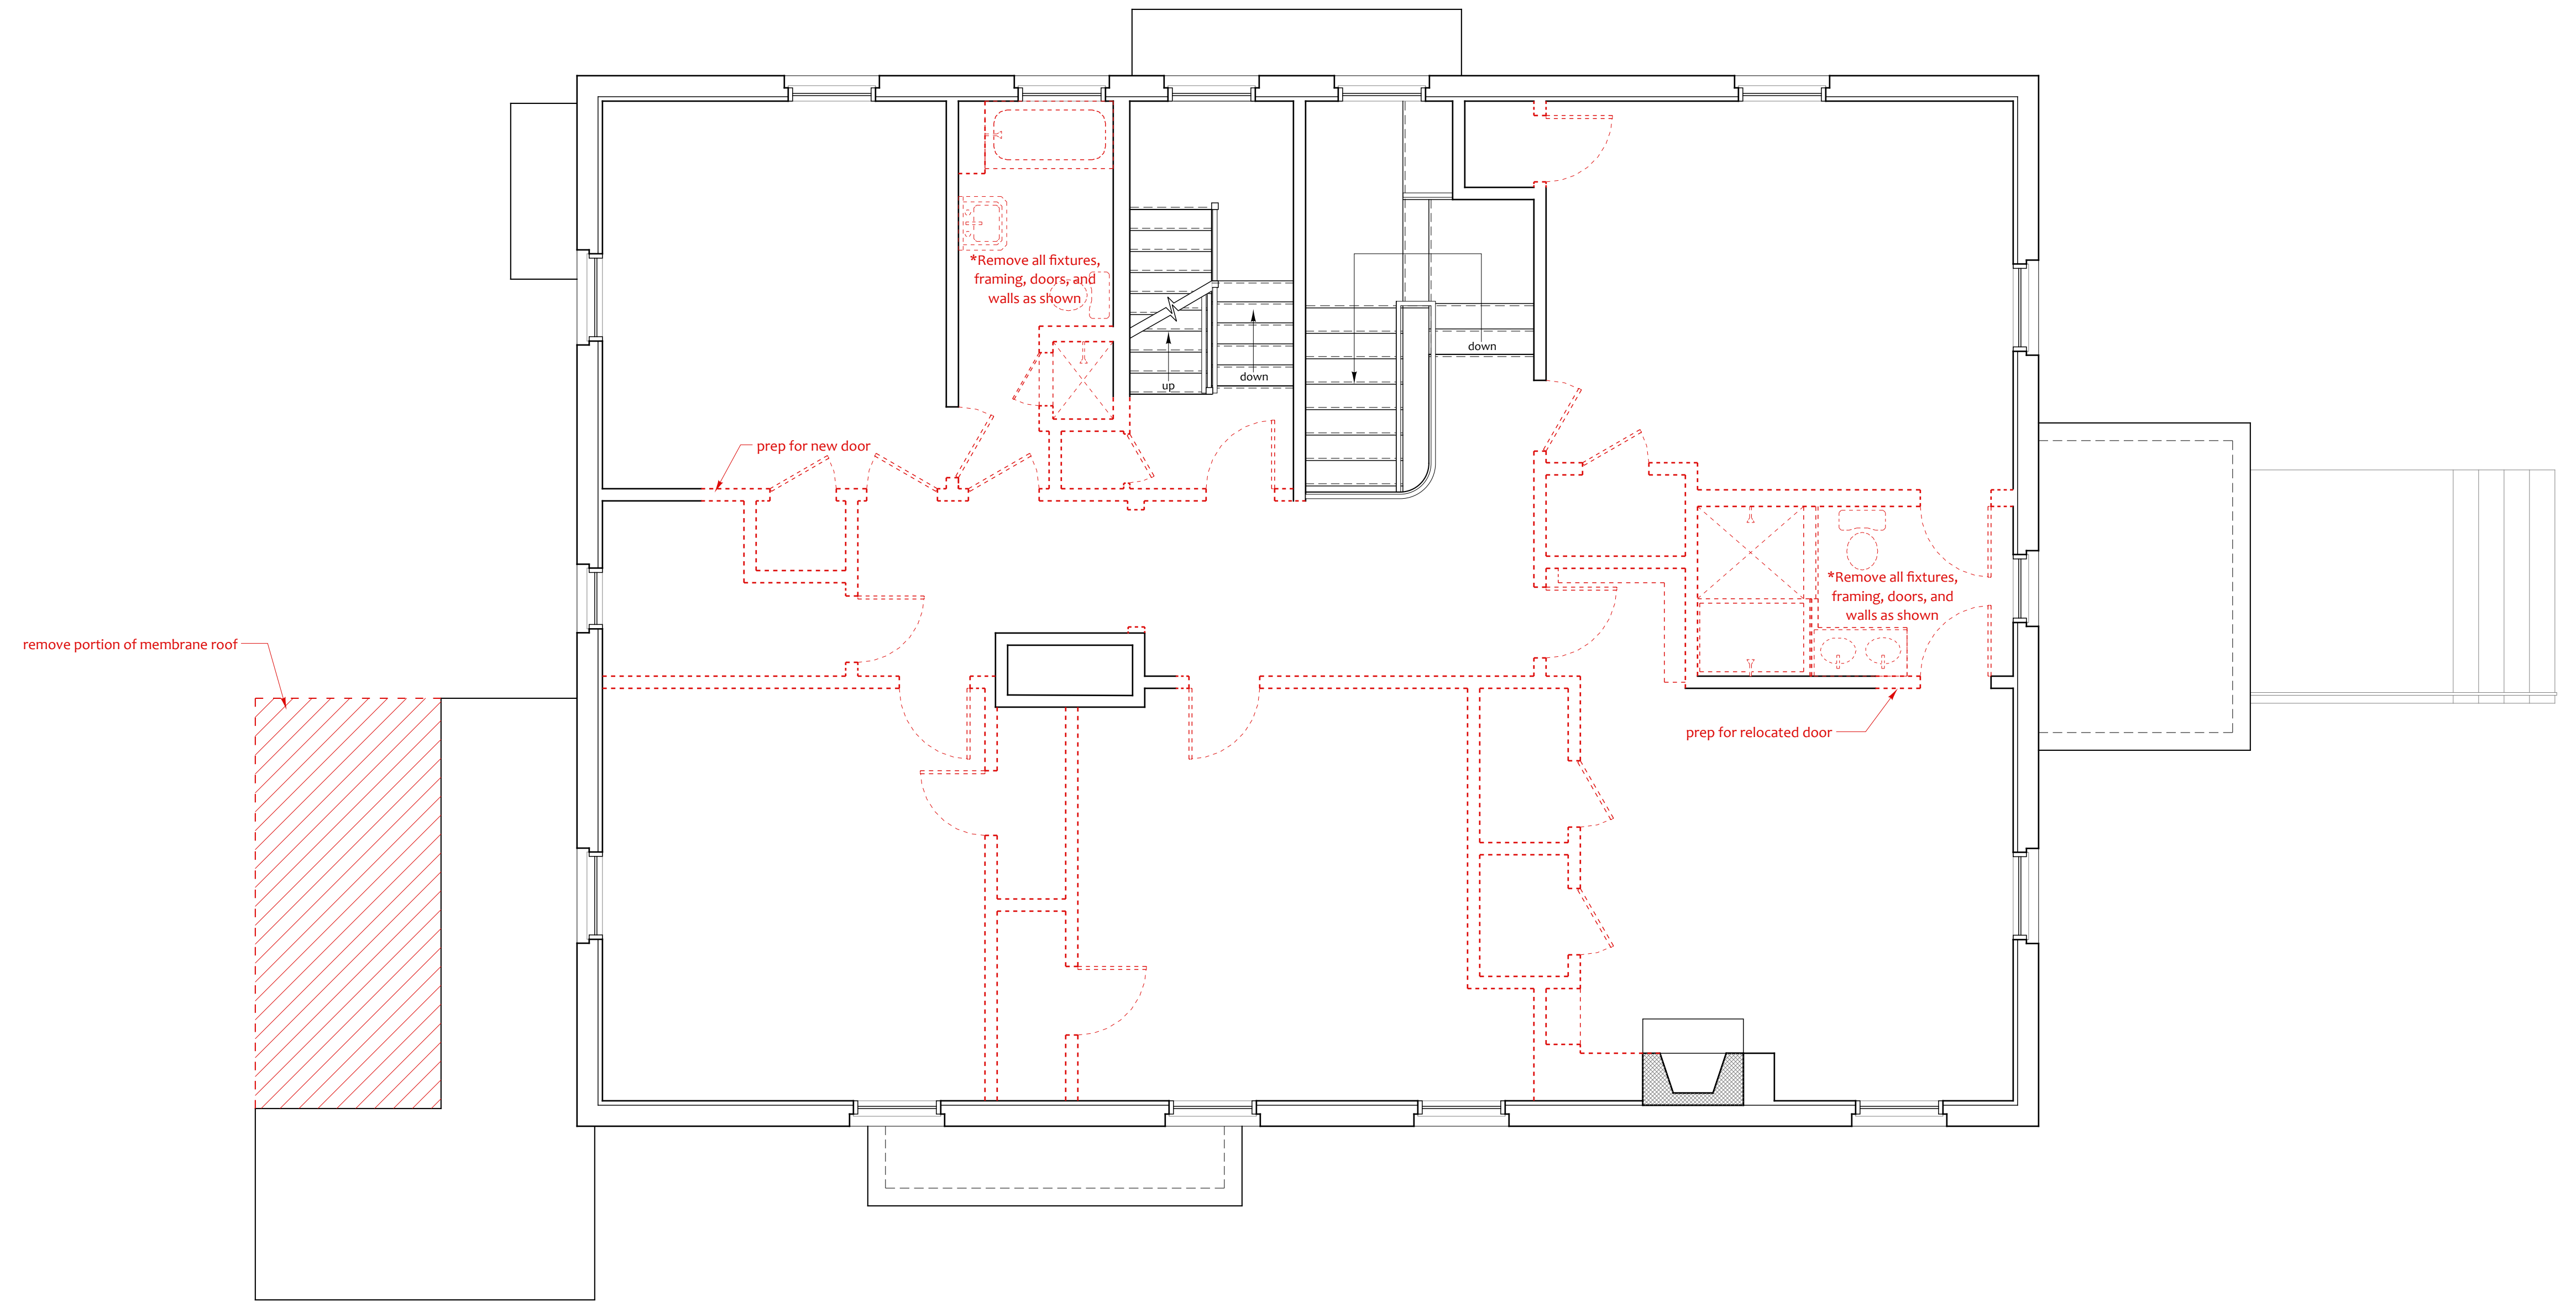 *Remove all fixtures,
framing, doors, and
walls as shown
down
up
down
prep for new door
*Remove all fixtures,
framing, doors, and
walls as shown
remove portion of membrane roof
prep for relocated door